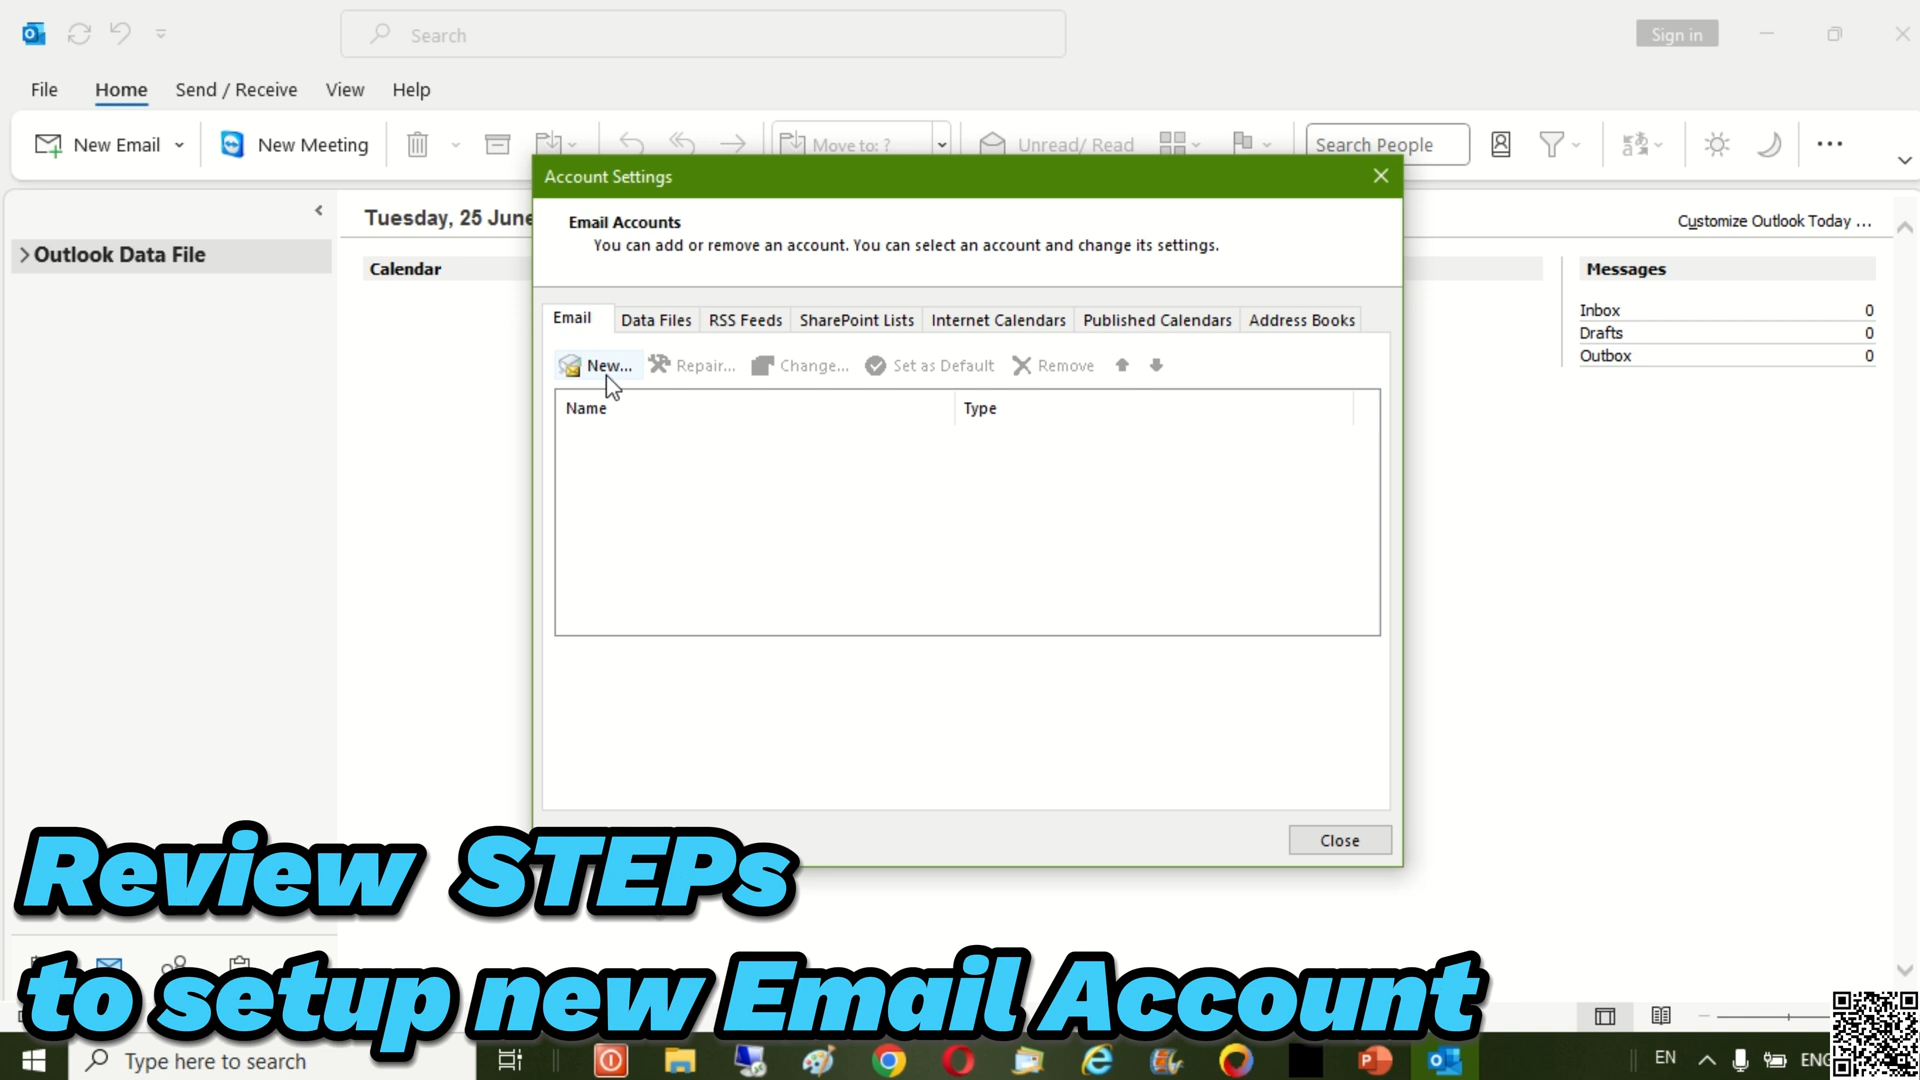 Search
Sign in
File Home Send / Receive View Help
New Email New Meeting Move to: ? Unread/ Read Search People
Account Settings
Tuesday, 25 June
Customize Outlook Today ...
Email Accounts
You can add or remove an account. You can select an account and change its settings.
Outlook Data File
Calendar
Messages
Inbox 0
Drafts 0
Outbox 0
Email Data Files RSS Feeds SharePoint Lists Internet Calendars Published Calendars Address Books
New... Repair... Change... Set as Default Remove
Name Type
Close
Review STEPs
to setup new Email Account
Type here to search
EN
ENG